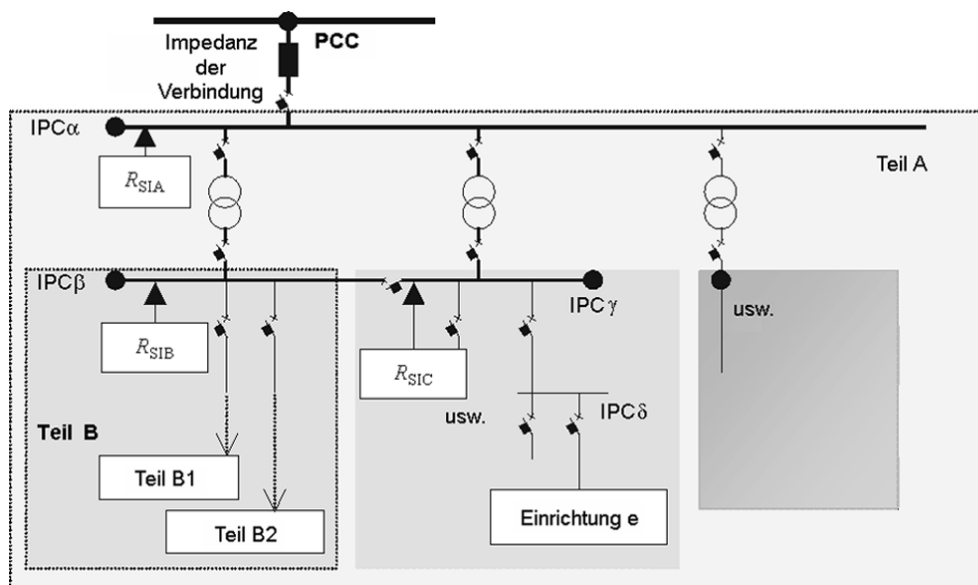 Impedanz
der
Verbindung
PCC
IPCα
Teil A
R_SIA
IPCβ
IPCγ
usw.
R_SIB
R_SIC
usw.
IPCδ
Teil B
Teil B1
Einrichtung e
Teil B2